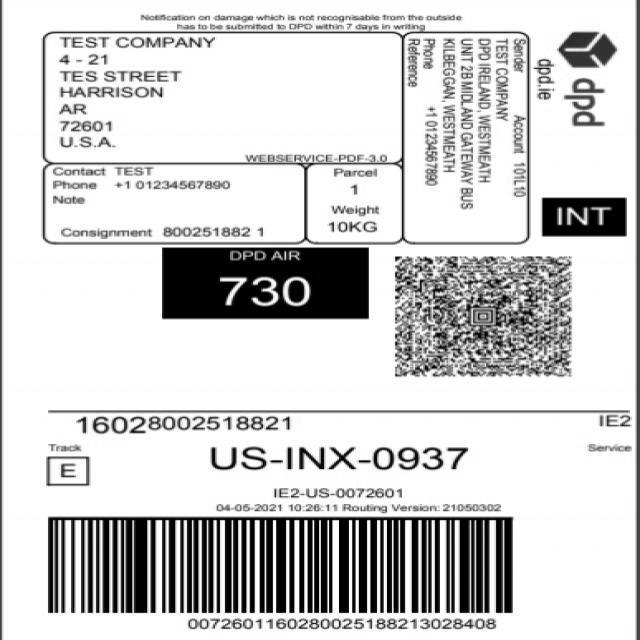 Notification on damage which is not recognisable from the outside
has to be submitted to DPD within 7 days in writing
TEST COMPANY
4 - 21
TES STREET
HARRISON
AR
72601
U.S.A.
WEBSERVICE-PDF-3.0
Contact TEST
Phone +1 01234567890
Note
Consignment 800251882 1
Parcel
1
Weight
10KG
Sender Account 101L10
TEST COMPANY
DPD IRELAND, WESTMEATH
UNIT 2B MIDLAND GATEWAY BUS
KILBEGGAN, WESTMEATH
Phone +1 01234567890
Reference
dpd.ie
dpd
INT
DPD AIR
730
16028002518821
IE2
Track
Service
E
US-INX-0937
IE2-US-0072601
04-05-2021 10:26:11 Routing Version: 21050302
0072601160280025188213028408